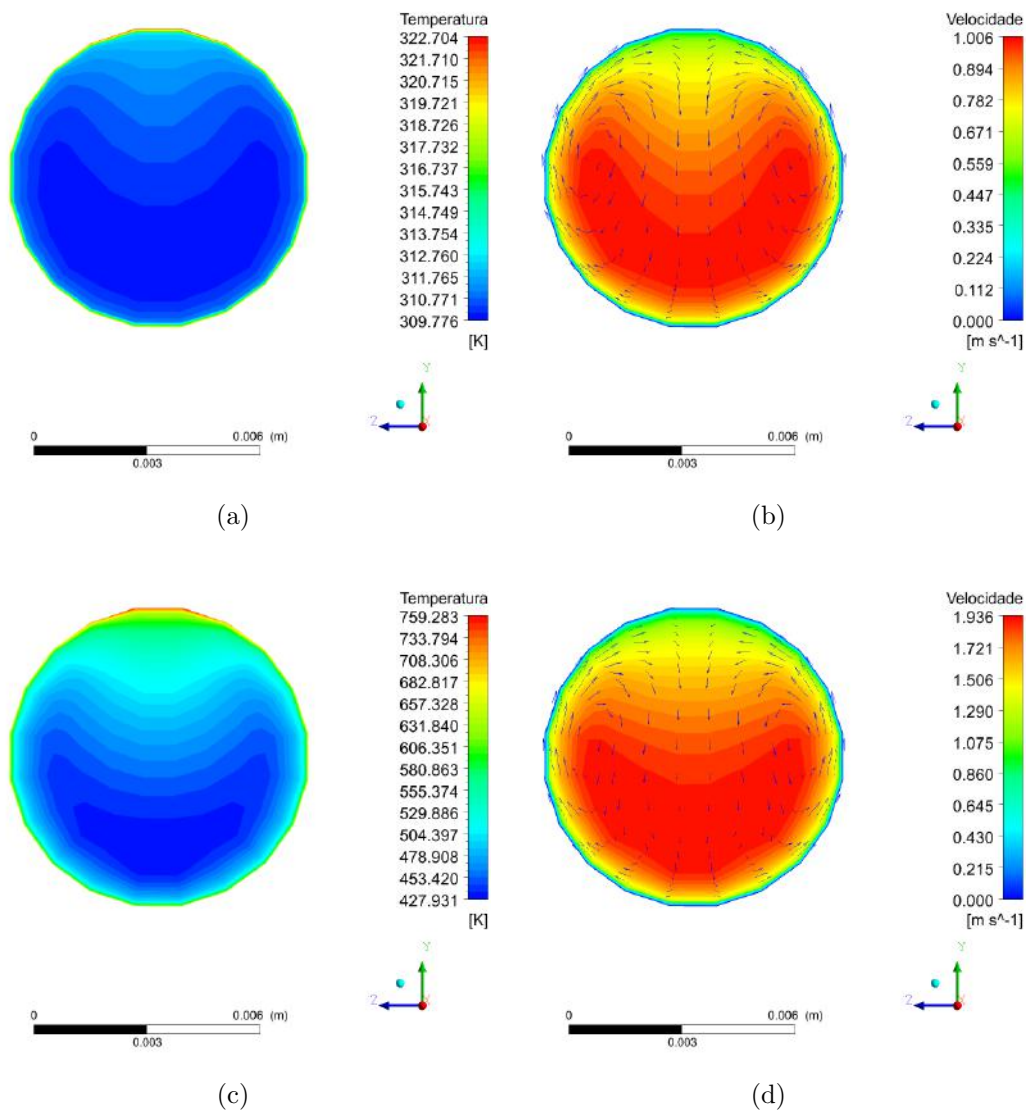 Temperatura
322.704
321.710
320.715
319.721
318.726
317.732
316.737
315.743
314.749
313.754
312.760
311.765
310.771
309.776
[K]
Y
Z
X
0
0.006 (m)
0.003
(a)
Velocidade
1.006
0.894
0.782
0.671
0.559
0.447
0.335
0.224
0.112
0.000
[m s^-1]
Y
Z
X
0
0.006 (m)
0.003
(b)
Temperatura
759.283
733.794
708.306
682.817
657.328
631.840
606.351
580.863
555.374
529.886
504.397
478.908
453.420
427.931
[K]
Y
Z
X
0
0.006 (m)
0.003
(c)
Velocidade
1.936
1.721
1.506
1.290
1.075
0.860
0.645
0.430
0.215
0.000
[m s^-1]
Y
Z
X
0
0.006 (m)
0.003
(d)